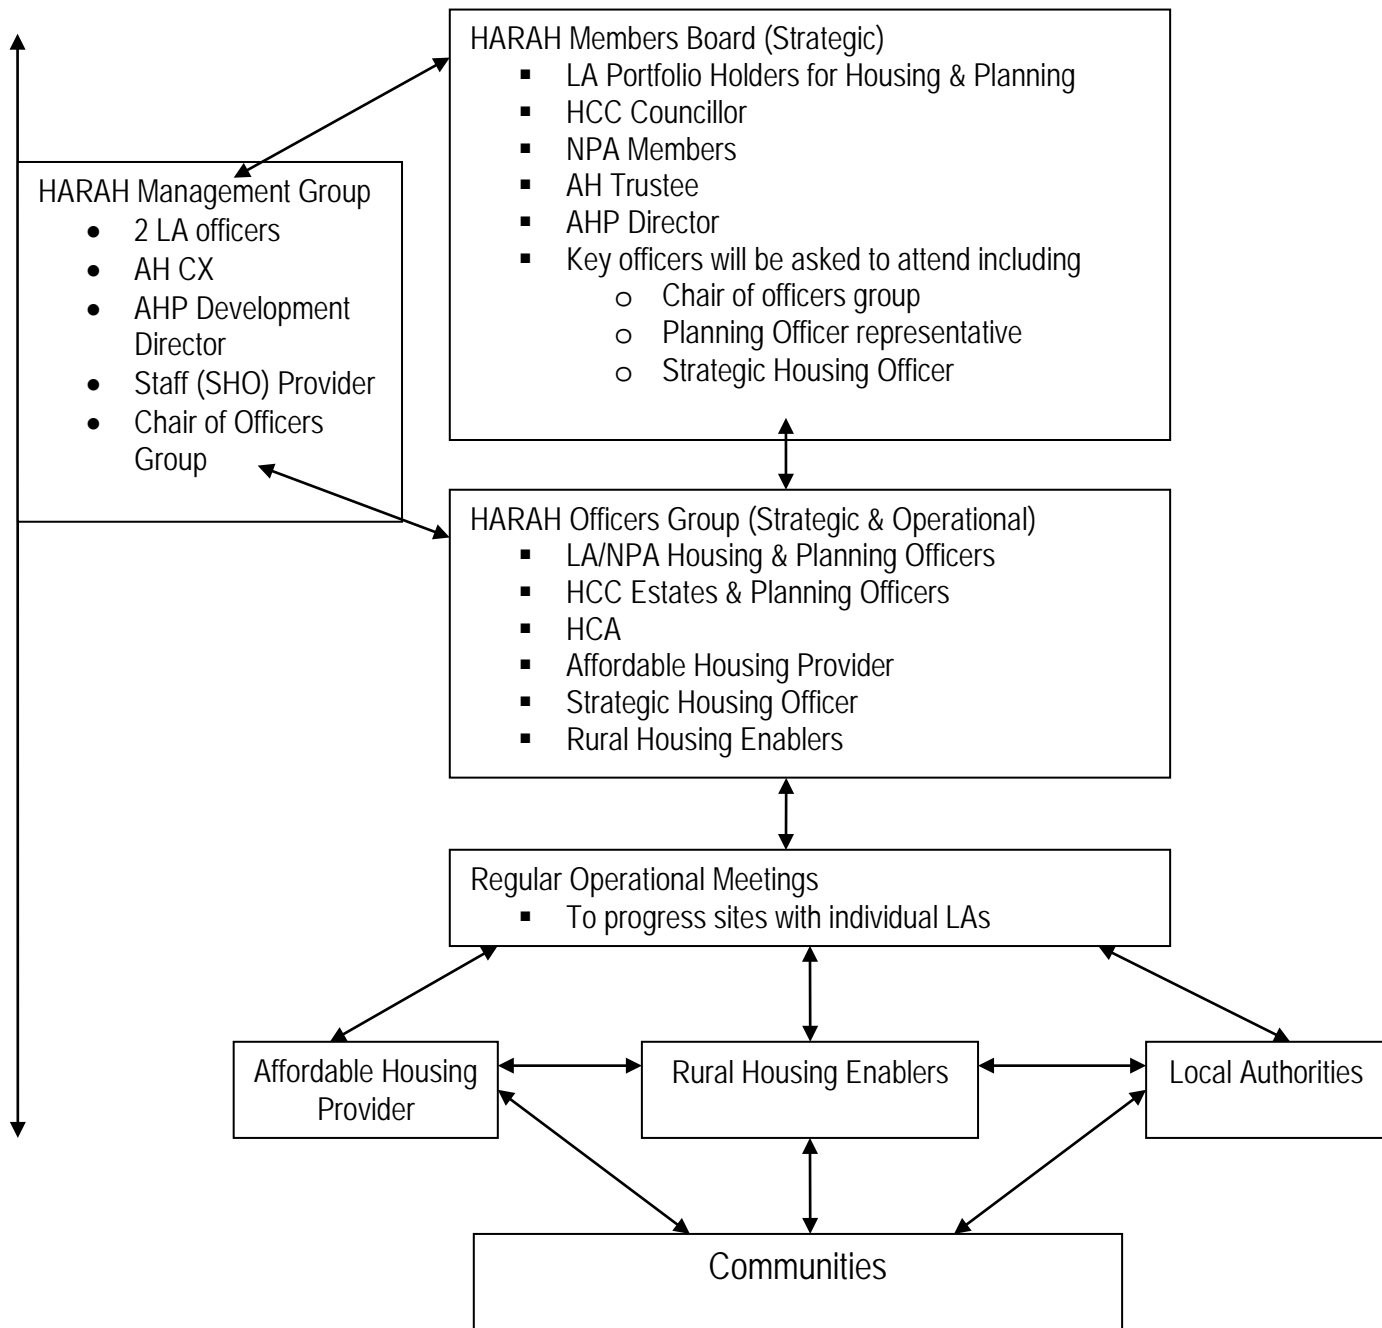 HARAH Members Board (Strategic)
▪ LA Portfolio Holders for Housing & Planning
▪ HCC Councillor
▪ NPA Members
▪ AH Trustee
▪ AHP Director
▪ Key officers will be asked to attend including
o Chair of officers group
o Planning Officer representative
o Strategic Housing Officer
HARAH Management Group
• 2 LA officers
• AH CX
• AHP Development
Director
• Staff (SHO) Provider
• Chair of Officers
Group
HARAH Officers Group (Strategic & Operational)
▪ LA/NPA Housing & Planning Officers
▪ HCC Estates & Planning Officers
▪ HCA
▪ Affordable Housing Provider
▪ Strategic Housing Officer
▪ Rural Housing Enablers
Regular Operational Meetings
▪ To progress sites with individual LAs
Affordable Housing
Provider
Rural Housing Enablers
Local Authorities
Communities